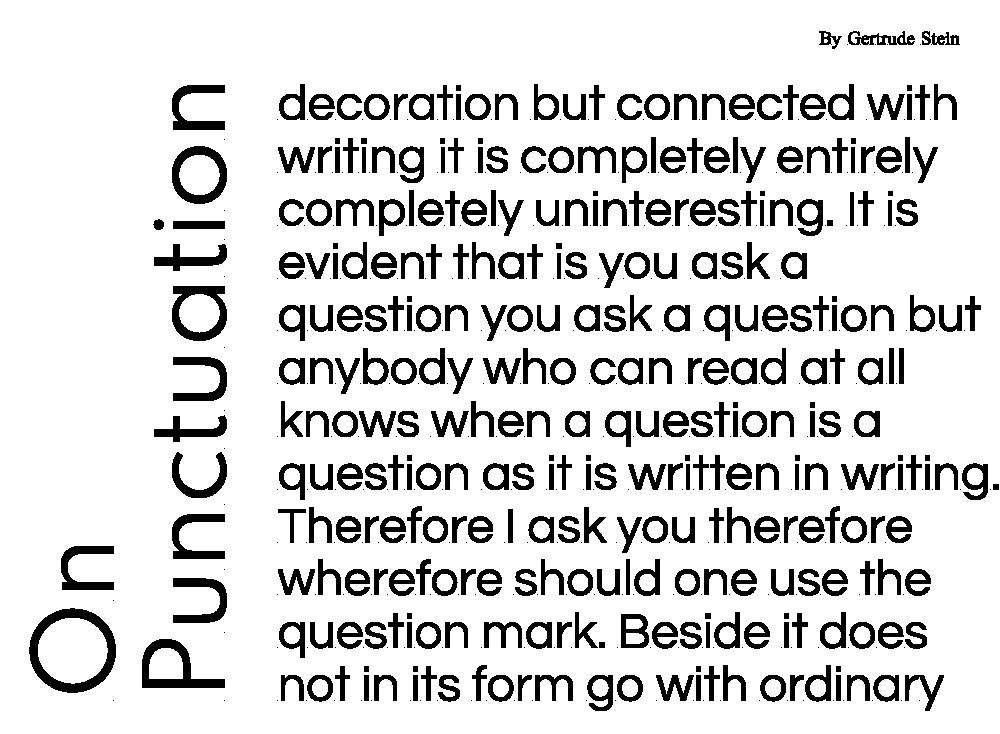 By Gertrude Stein
On
Punctuation
decoration but connected with
writing it is completely entirely
completely uninteresting. It is
evident that is you ask a
question you ask a question but
anybody who can read at all
knows when a question is a
question as it is written in writing.
Therefore I ask you therefore
wherefore should one use the
question mark. Beside it does
not in its form go with ordinary